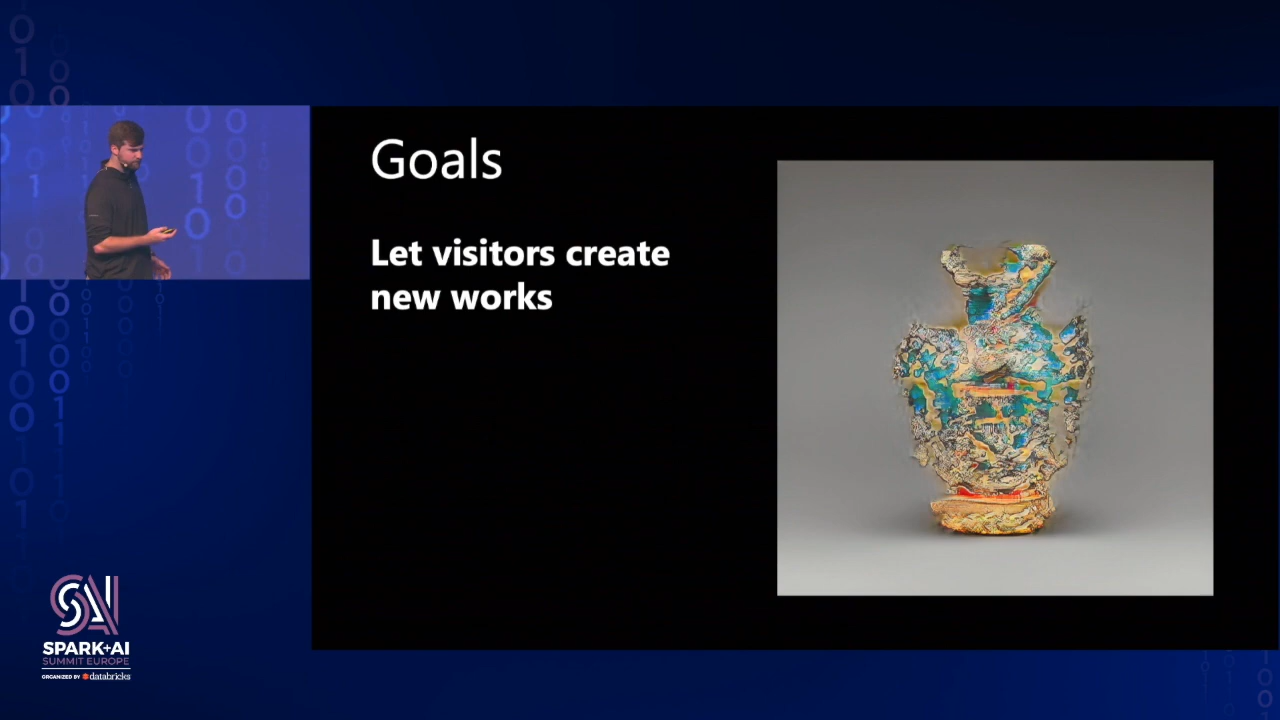 Goals
Let visitors create
new works
SPARK+AI
SUMMIT EUROPE
ORGANIZED BY databricks